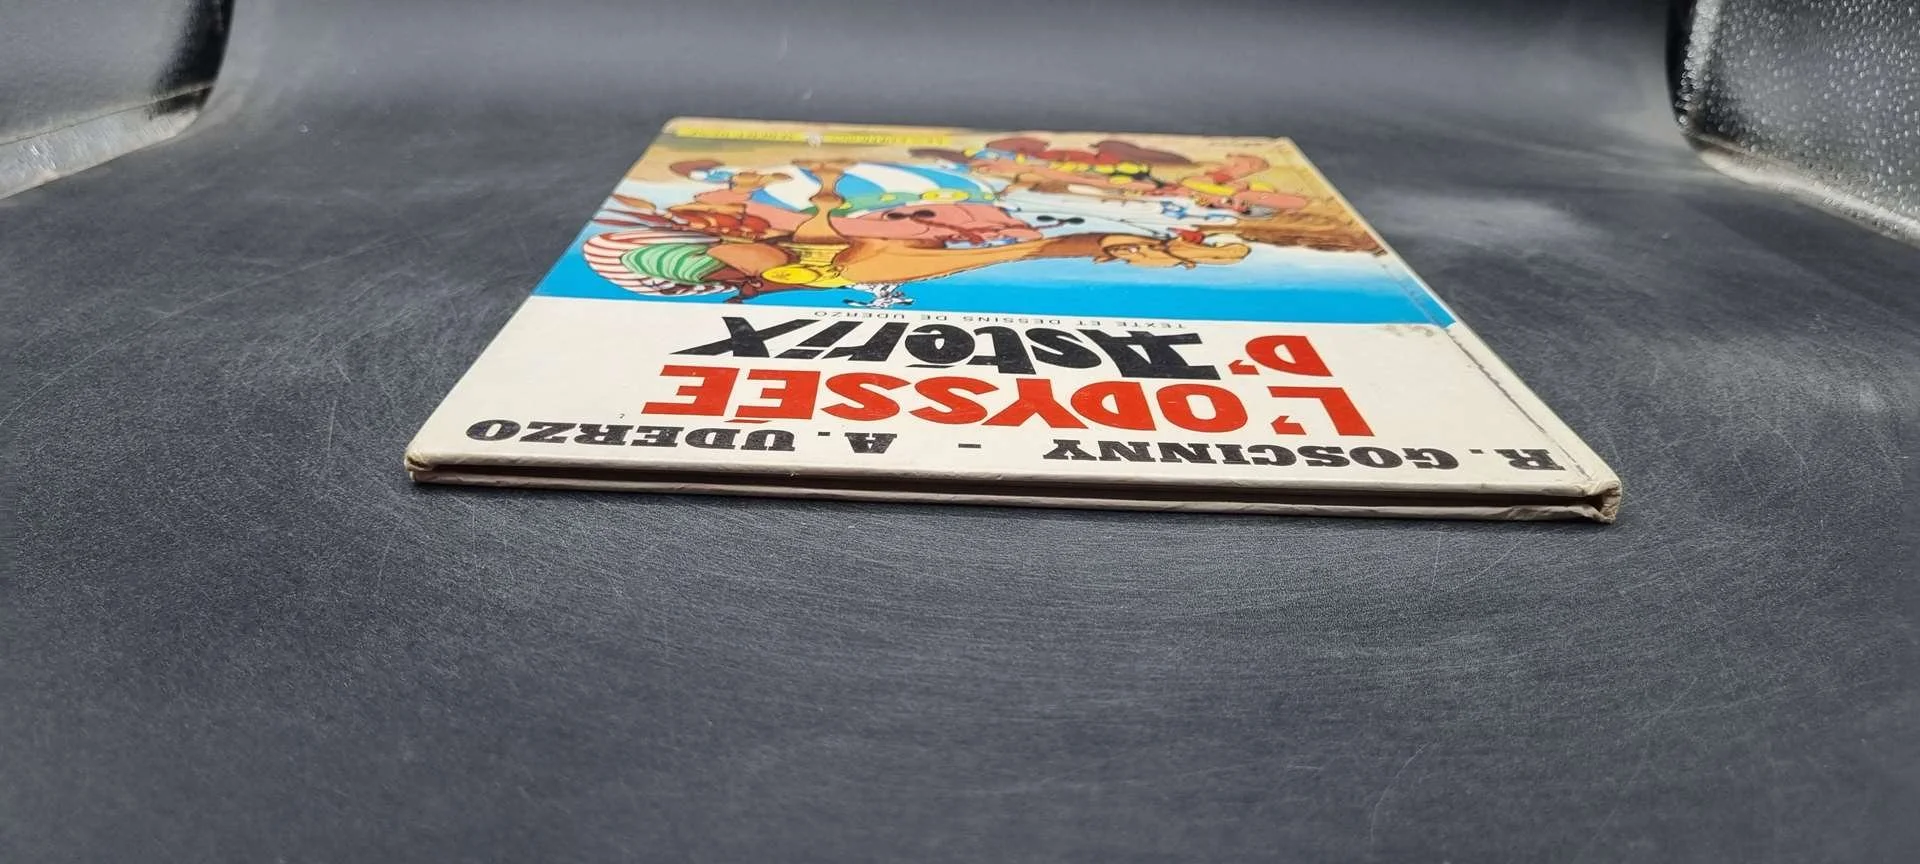 R. GOSCINNY - A. UDERZO
L'ODYSSÉE
D'AstériX
TEXTE ET DESSINS DE UDERZO